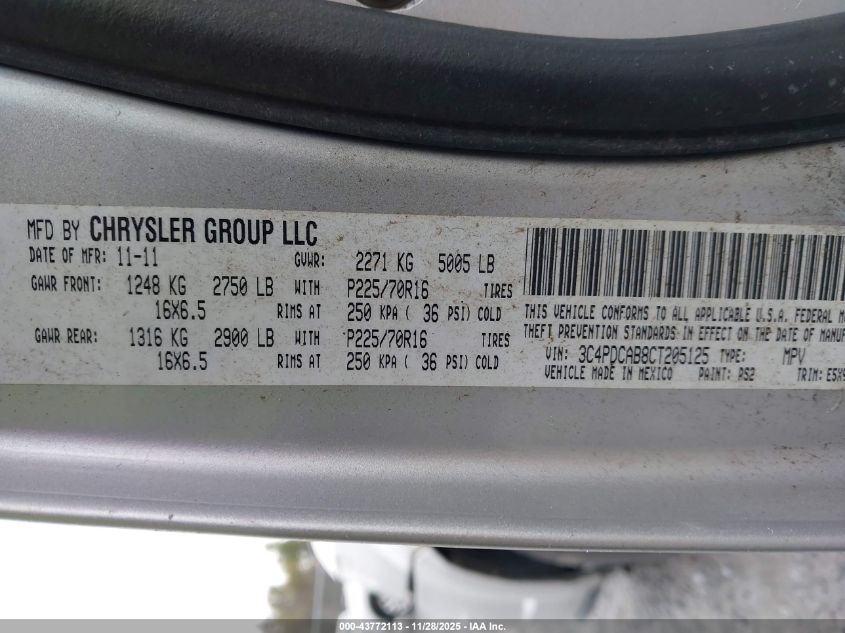 MFD BY CHRYSLER GROUP LLC
DATE OF MFR: 11-11 GVWR: 2271 KG 5005 LB
GAWR FRONT: 1248 KG 2750 LB WITH P225/70R16 TIRES
16X6.5 RIMS AT 250 KPA ( 36 PSI) COLD
GAWR REAR: 1316 KG 2900 LB WITH P225/70R16 TIRES
16X6.5 RIMS AT 250 KPA ( 36 PSI) COLD
THIS VEHICLE CONFORMS TO ALL APPLICABLE U.S.A. FEDERAL
THEFT PREVENTION STANDARDS IN EFFECT ON THE DATE OF
VIN: 3C4PDCAB8CT205125 TYPE: MPV
VEHICLE MADE IN MEXICO PAINT: PS2 TRIM:
000-43772113 - 11/28/2025 - IAA Inc.